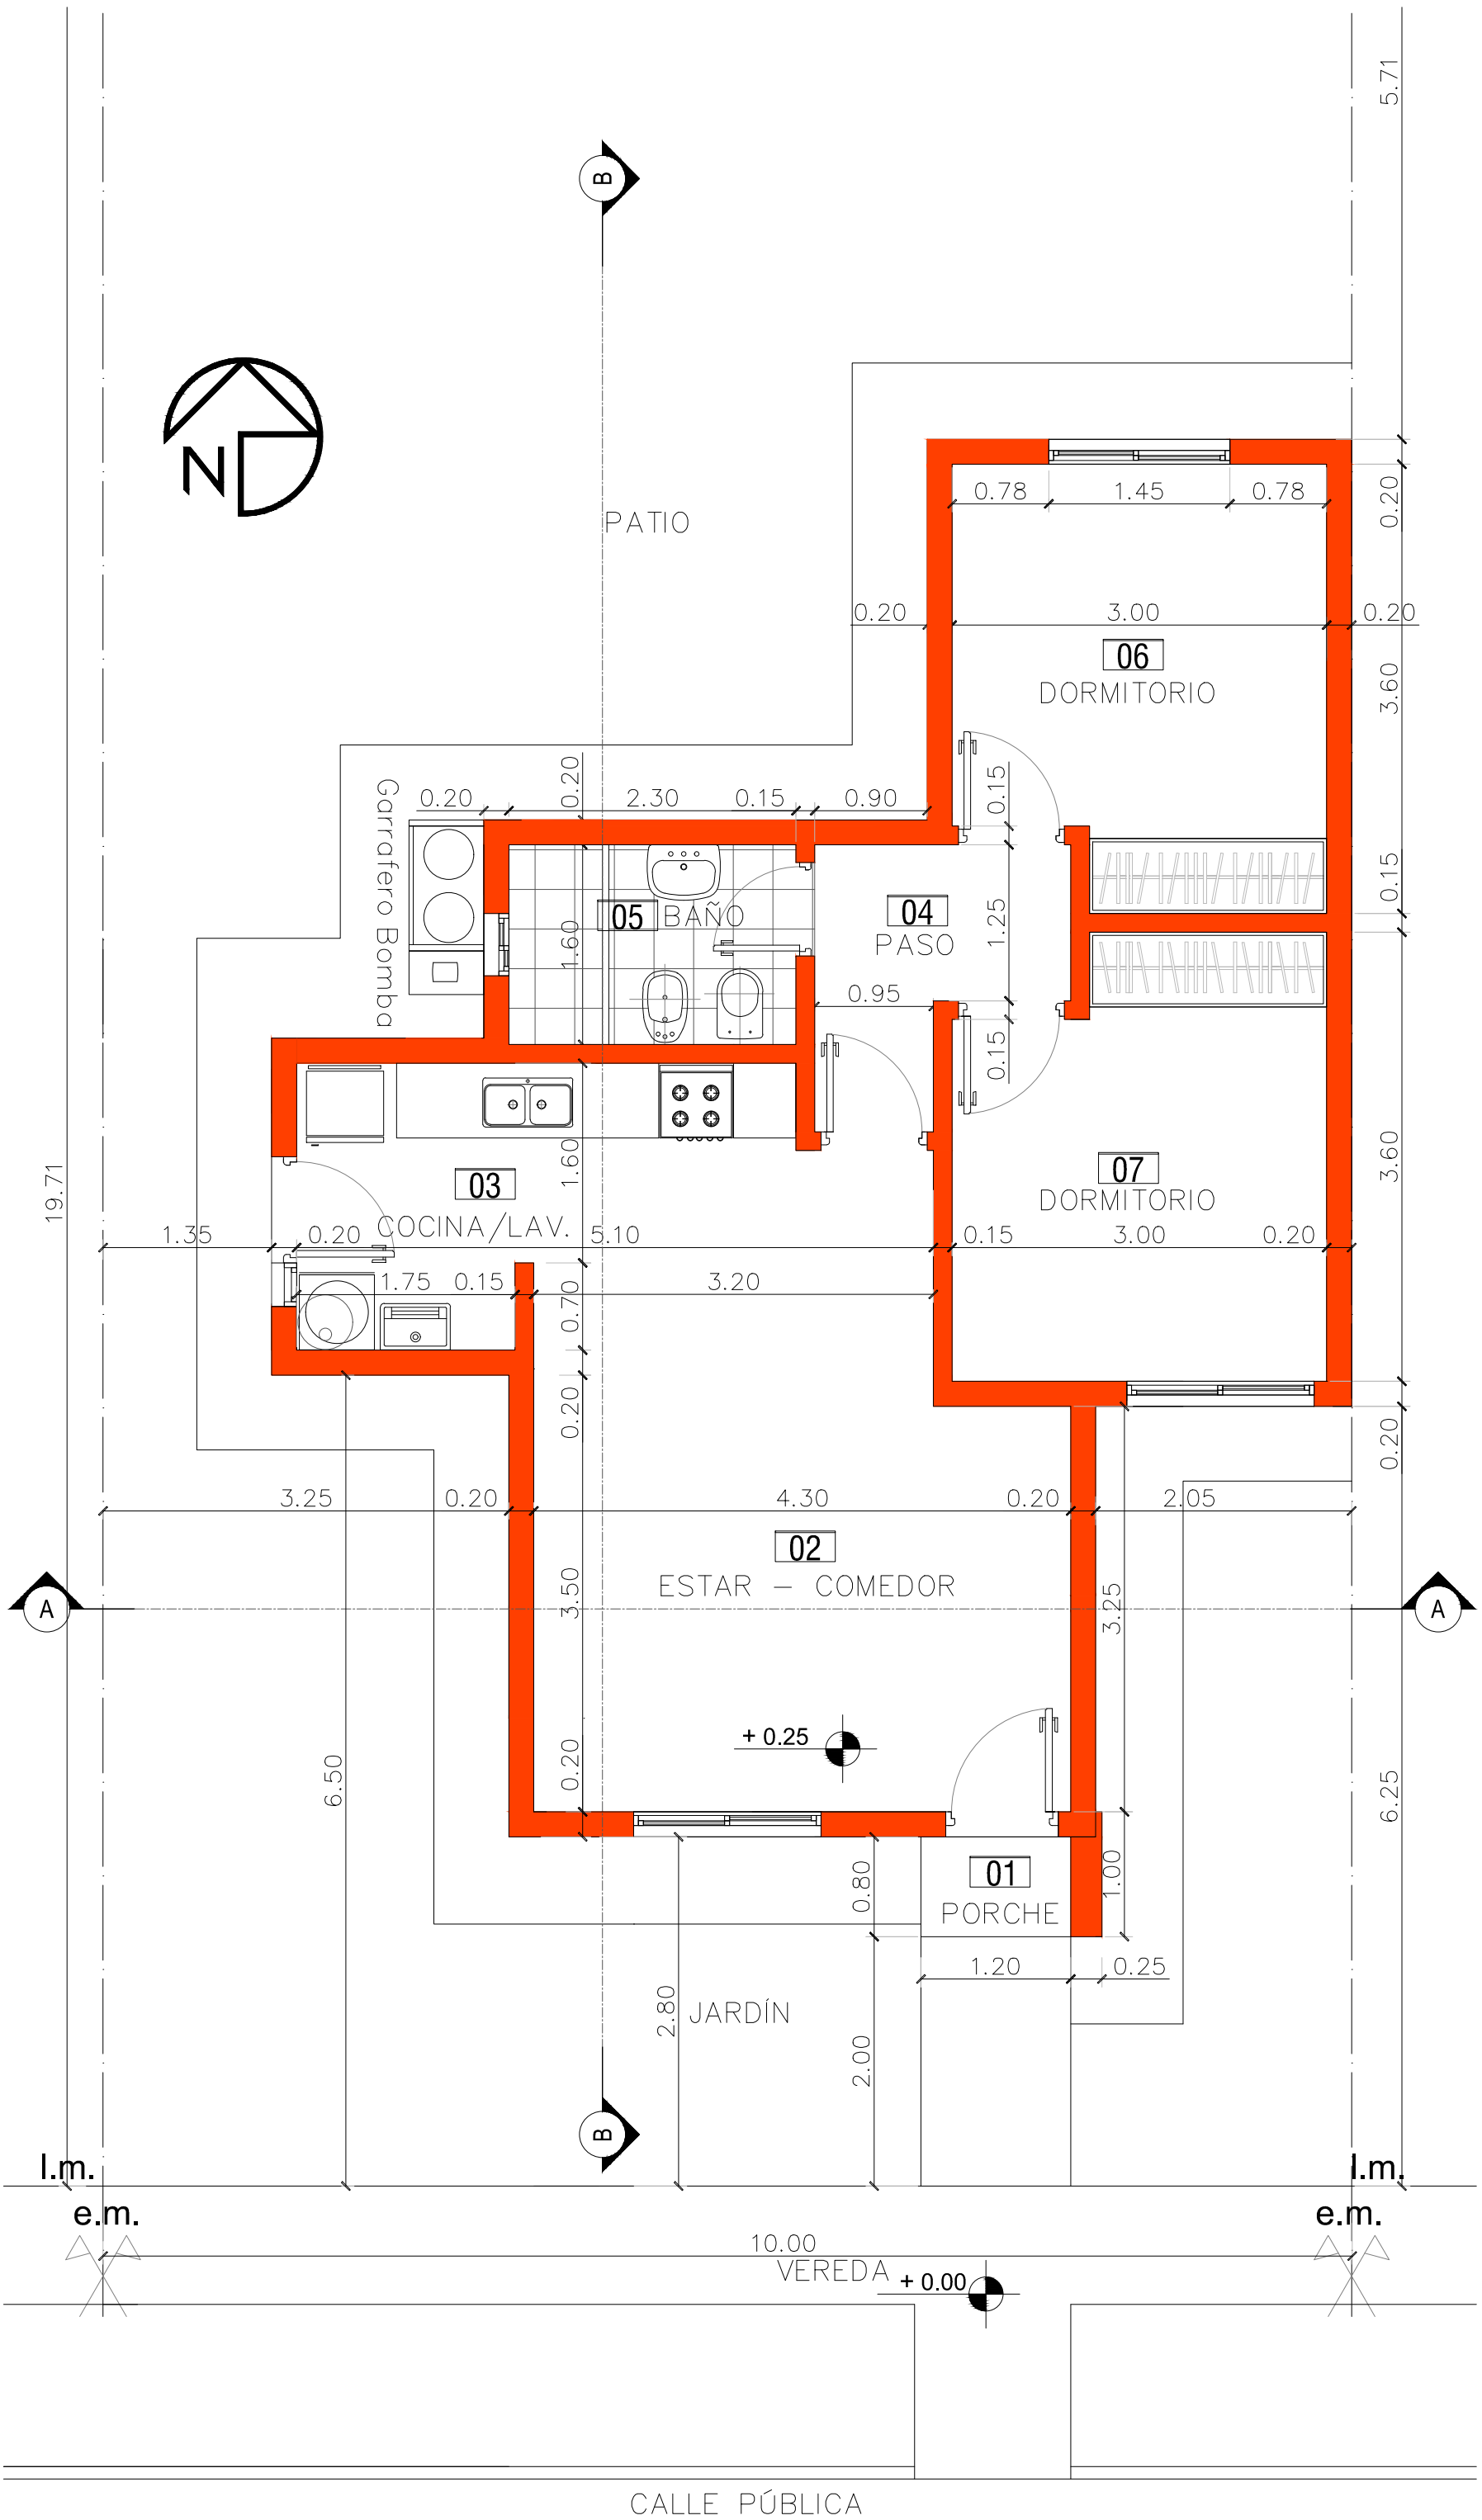 5.71
B
N
PATIO
0.78 1.45 0.78
0.20
0.20 3.00 0.20
06
DORMITORIO
3.60
Garrafero Bomba
0.20 2.30 0.15 0.90
0.20
0.15
0.15
05 BAÑO
04
PASO
1.60
1.25
0.95
0.15
19.71
03
COCINA/LAV.
1.60
07
DORMITORIO
3.60
1.35 0.20 5.10 0.15 3.00 0.20
1.75 0.15 3.20
0.70
0.20
0.20
3.25 0.20 4.30 0.20 2.05
02
ESTAR - COMEDOR
3.50
3.25
A
A
+ 0.25
0.20
6.50
6.25
01
PORCHE
0.80
1.00
1.20 0.25
2.80
JARDÍN
2.00
B
l.m. l.m.
e.m. e.m.
10.00
VEREDA
+ 0.00
CALLE PÚBLICA